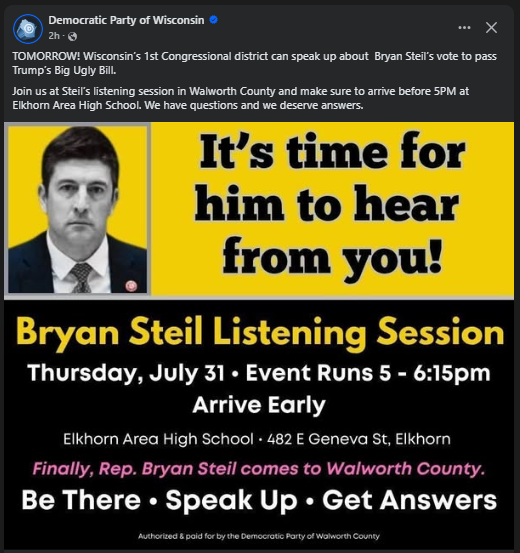 Democratic Party of Wisconsin
2h ·
TOMORROW! Wisconsin's 1st Congressional district can speak up about Bryan Steil's vote to pass
Trump's Big Ugly Bill.
Join us at Steil's listening session in Walworth County and make sure to arrive before 5PM at
Elkhorn Area High School. We have questions and we deserve answers.
It's time for
him to hear
from you!
Bryan Steil Listening Session
Thursday, July 31 • Event Runs 5 - 6:15pm
Arrive Early
Elkhorn Area High School • 482 E Geneva St, Elkhorn
Finally, Rep. Bryan Steil comes to Walworth County.
Be There • Speak Up • Get Answers
Authorized & paid for by the Democratic Party of Walworth County